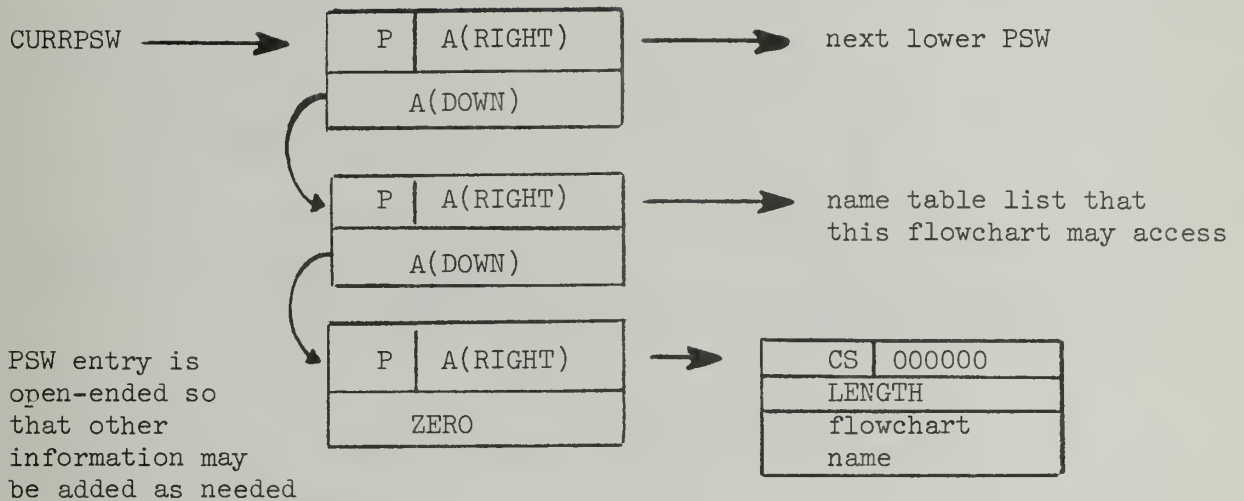 CURRPSW
P A(RIGHT)
next lower PSW
A(DOWN)
P A(RIGHT)
name table list that
this flowchart may access
A(DOWN)
P A(RIGHT)
ZERO
CS 000000
LENGTH
flowchart
name
PSW entry is
open-ended so
that other
information may
be added as needed